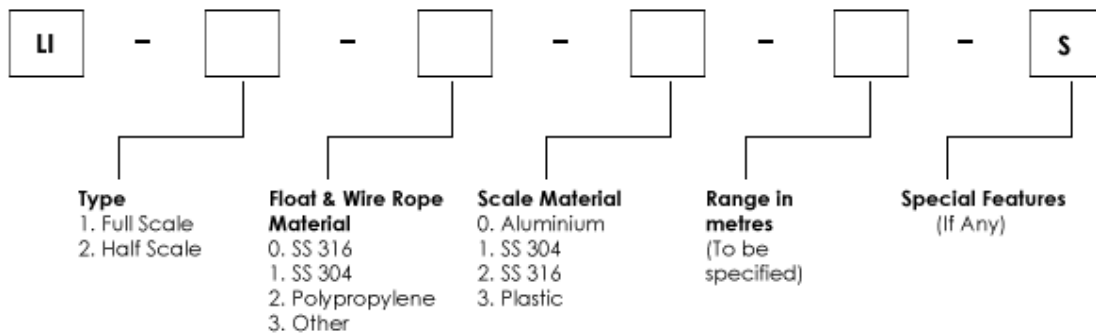 LI - - - - - S
Type
1. Full Scale
2. Half Scale
Float & Wire Rope
Material
0. SS 316
1. SS 304
2. Polypropylene
3. Other
Scale Material
0. Aluminium
1. SS 304
2. SS 316
3. Plastic
Range in
metres
(To be
specified)
Special Features
(If Any)